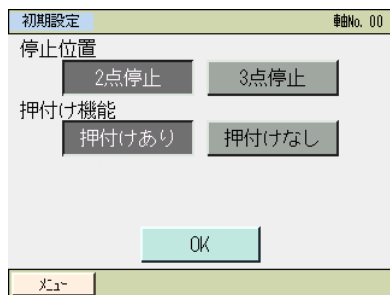 初期設定 軸No. 00
停止位置
2点停止 3点停止
押付け機能
押付けあり 押付けなし
OK
ﾒﾆｭｰ